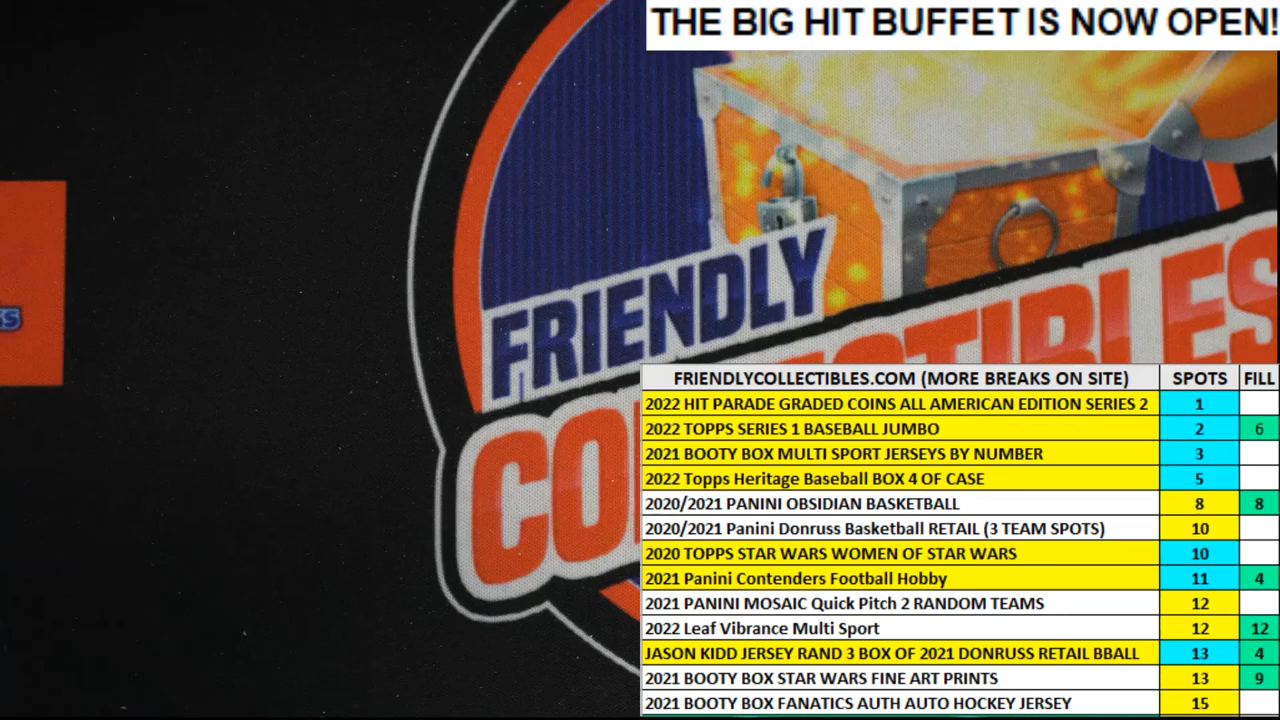 THE BIG HIT BUFFET IS NOW OPEN!
FRIENDLY
FRIENDLYCOLLECTIBLES.COM (MORE BREAKS ON SITE) SPOTS FILL
2022 HIT PARADE GRADED COINS ALL AMERICAN EDITION SERIES 2 1
2022 TOPPS SERIES 1 BASEBALL JUMBO 2 6
2021 BOOTY BOX MULTI SPORT JERSEYS BY NUMBER 3
2022 Topps Heritage Baseball BOX 4 OF CASE 5
2020/2021 PANINI OBSIDIAN BASKETBALL 8 8
2020/2021 Panini Donruss Basketball RETAIL (3 TEAM SPOTS) 10
2020 TOPPS STAR WARS WOMEN OF STAR WARS 10
2021 Panini Contenders Football Hobby 11 4
2021 PANINI MOSAIC Quick Pitch 2 RANDOM TEAMS 12
2022 Leaf Vibrance Multi Sport 12 12
JASON KIDD JERSEY RAND 3 BOX OF 2021 DONRUSS RETAIL BBALL 13 4
2021 BOOTY BOX STAR WARS FINE ART PRINTS 13 9
2021 BOOTY BOX FANATICS AUTH AUTO HOCKEY JERSEY 15